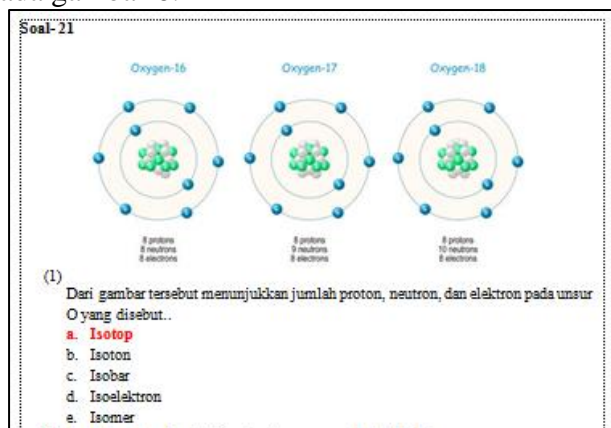 Soal- 21
Oxygen-16 Oxygen-17 Oxygen-18
8 protons 8 protons 8 protons
8 neutrons 9 neutrons 10 neutrons
8 electrons 8 electrons 8 electrons
(1)
Dari gambar tersebut menunjukkan jumlah proton, neutron, dan elektron pada unsur
O yang disebut..
a. Isotop
b. Isoton
c. Isobar
d. Isoelektron
e. Isomer